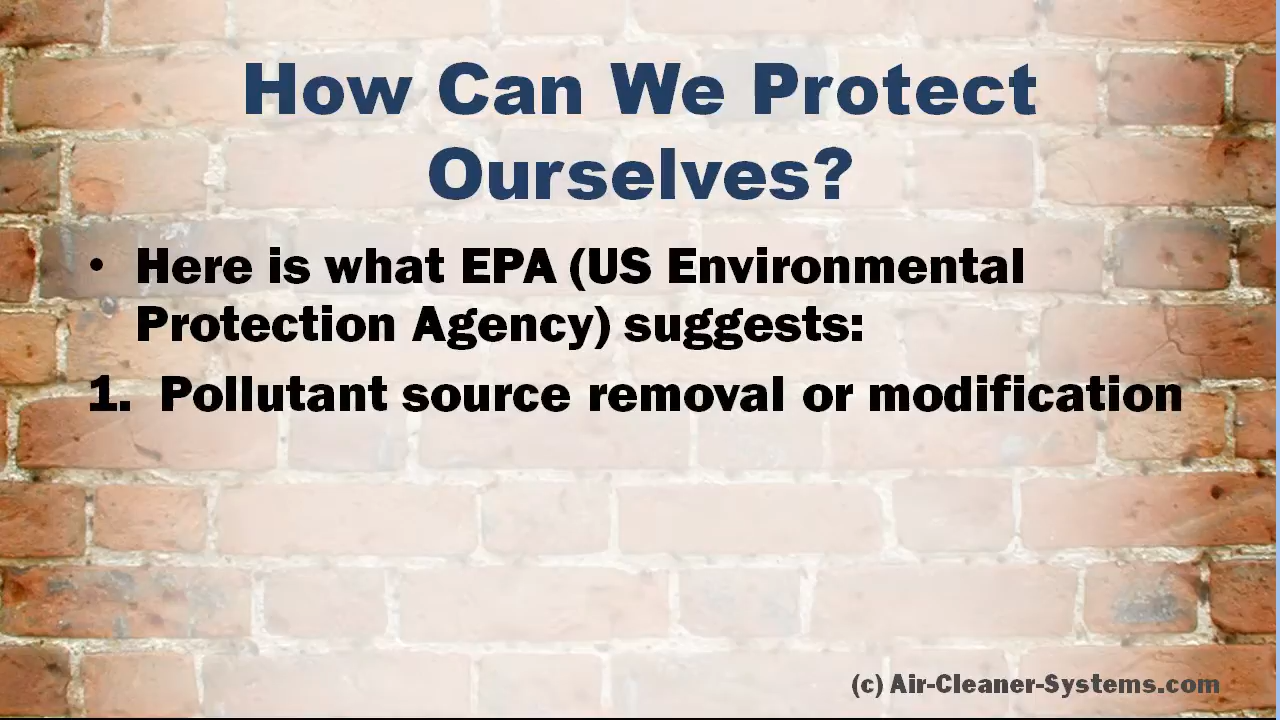 How Can We Protect
Ourselves?
• Here is what EPA (US Environmental
Protection Agency) suggests:
1. Pollutant source removal or modification
(c) Air-Cleaner-Systems.com